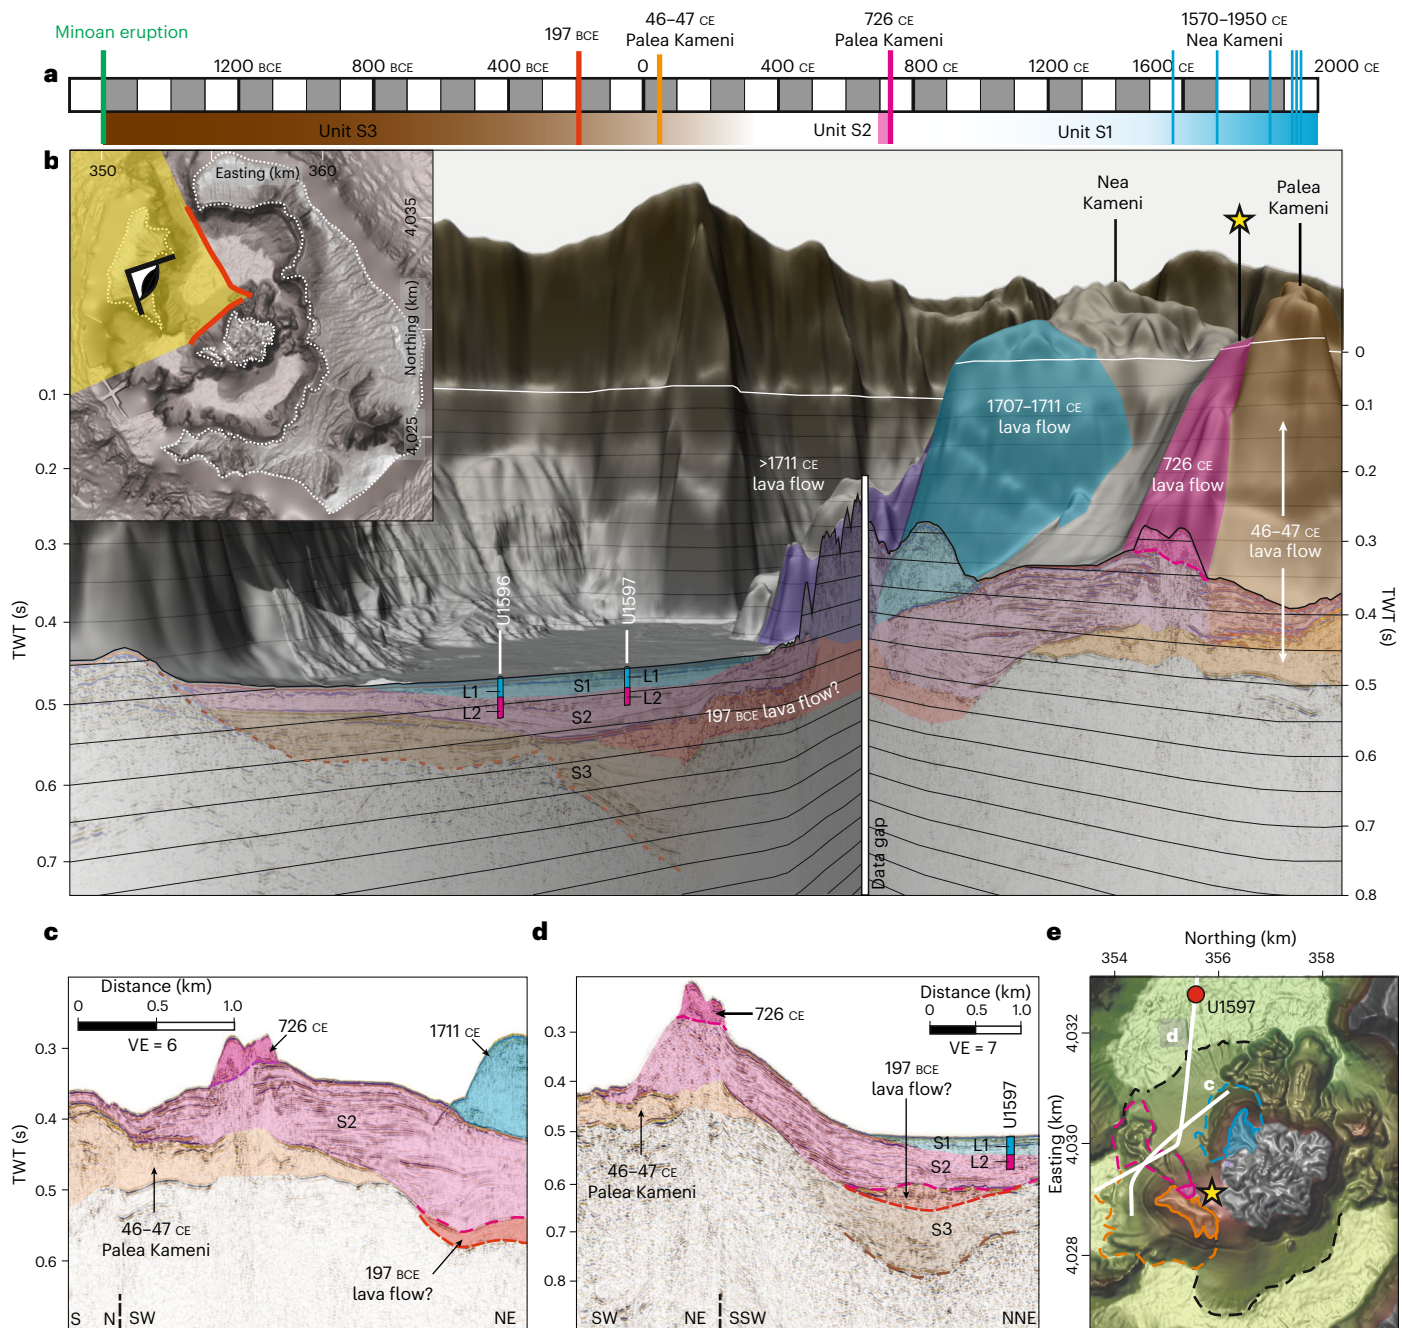 Minoan eruption
197 BCE
46–47 CE
Palea Kameni
726 CE
Palea Kameni
1570–1950 CE
Nea Kameni
a
1200 BCE
800 BCE
400 BCE
0
400 CE
800 CE
1200 CE
1600 CE
2000 CE
Unit S3
Unit S2
Unit S1
b
350
Easting (km)
360
4,035
Northing (km)
4,025
Nea
Kameni
Palea
Kameni
0
0.1
0.1
1707–1711 CE
lava flow
>1711 CE
lava flow
726 CE
lava flow
0.2
0.2
46–47 CE
lava flow
0.3
0.3
U1596
U1597
0.4
0.4
TWT (s)
TWT (s)
L1
S1
L1
L2
S2
L2
197 BCE lava flow?
0.5
0.5
S3
0.6
0.6
0.7
0.7
Data gap
0.8
c
Distance (km)
0
0.5
1.0
VE = 6
726 CE
1711 CE
0.3
0.4
0.5
0.6
TWT (s)
S2
46–47 CE
Palea Kameni
197 BCE
lava flow?
S
N
SW
NE
d
Distance (km)
0
0.5
1.0
VE = 7
726 CE
197 BCE
lava flow?
U1597
0.3
0.4
0.5
0.6
0.7
0.8
S1
L1
S2
L2
S3
46–47 CE
Palea Kameni
SW
NE
SSW
NNE
e
Northing (km)
354
356
358
U1597
d
c
4,032
4,030
4,028
Easting (km)